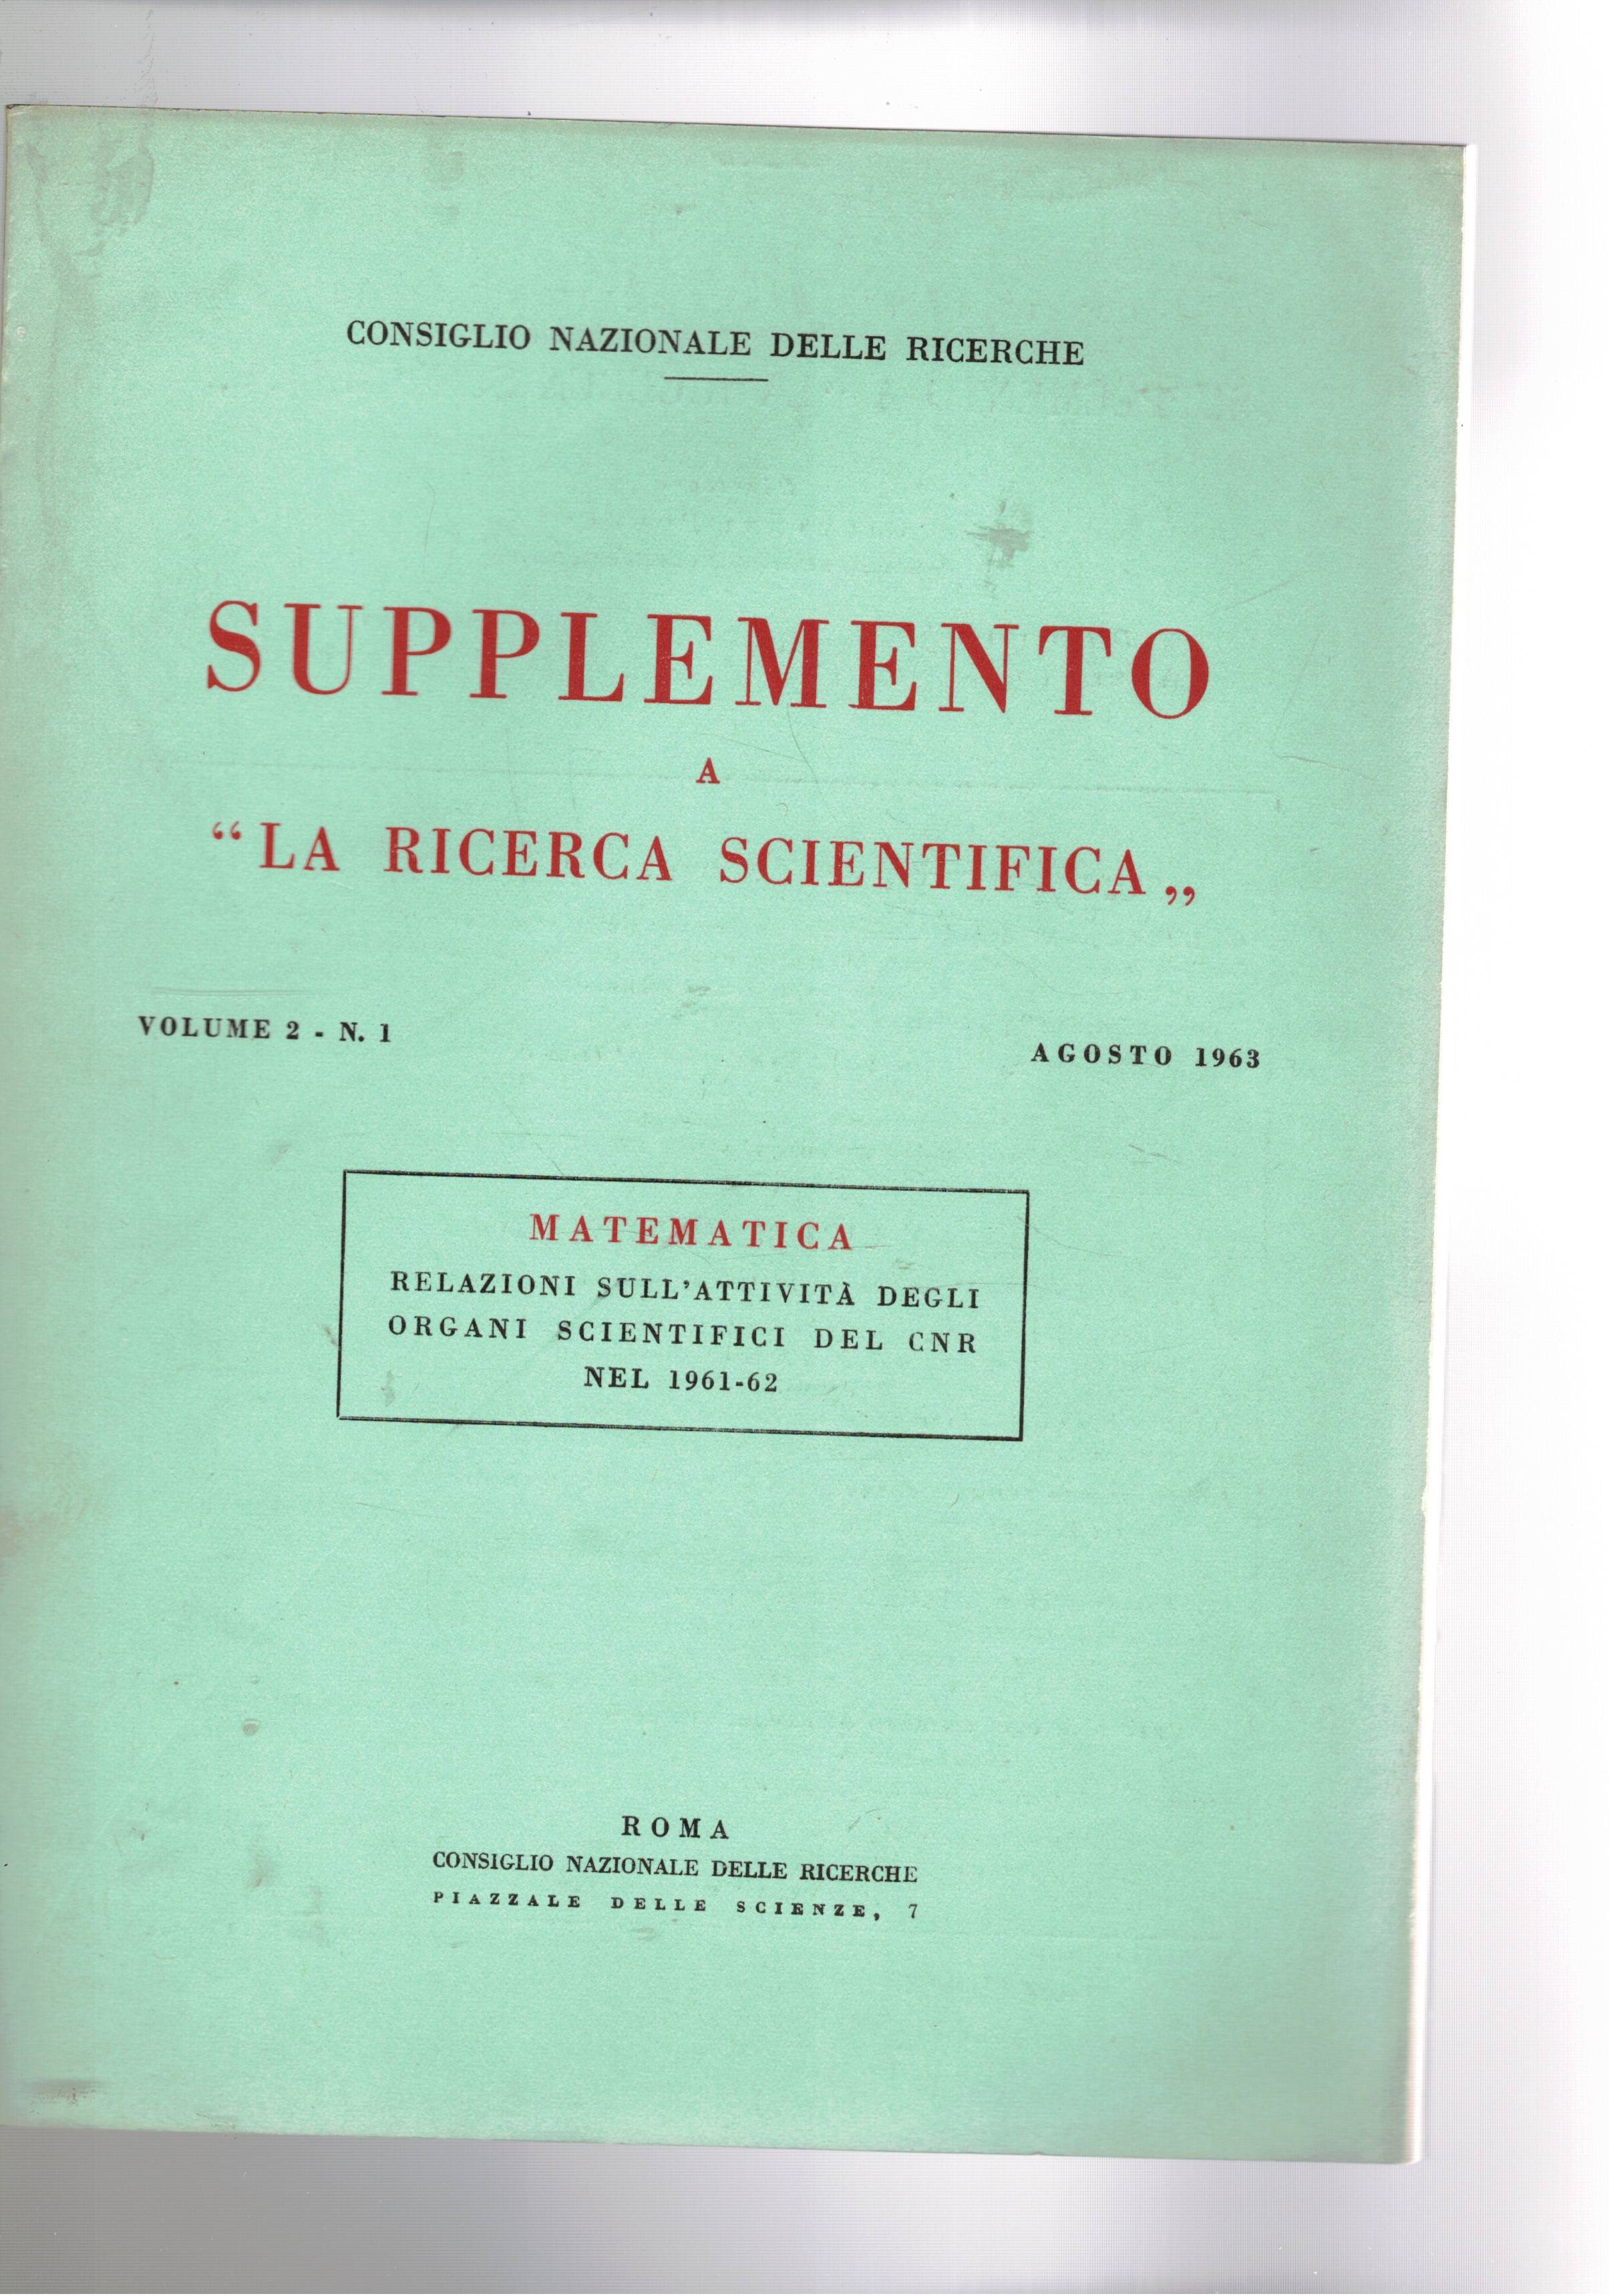 CONSIGLIO NAZIONALE DELLE RICERCHE
SUPPLEMENTO
A
“LA RICERCA SCIENTIFICA„
VOLUME 2 - N. 1
AGOSTO 1963
MATEMATICA
RELAZIONI SULL'ATTIVITÀ DEGLI
ORGANI SCIENTIFICI DEL CNR
NEL 1961-62
ROMA
CONSIGLIO NAZIONALE DELLE RICERCHE
PIAZZALE DELLE SCIENZE, 7